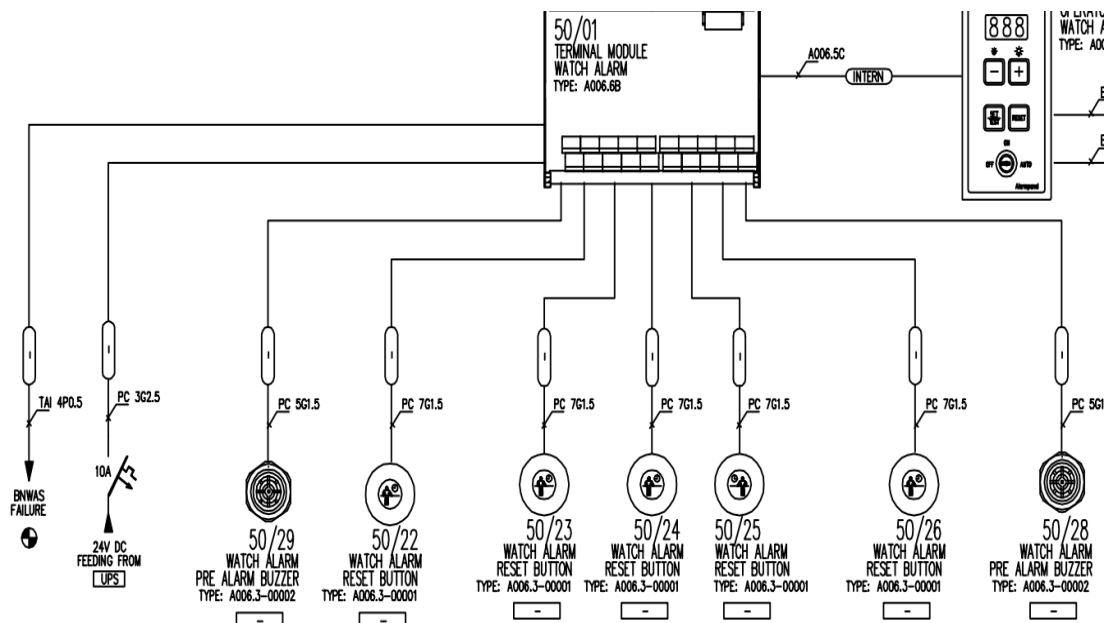 50/01
TERMINAL MODULE
WATCH ALARM
TYPE: A006.6B
A006.5C
INTERN
888
WATCH A
TYPE: A00
RESET
ON
OFF
AUTO
TAI 4P0.5
PC 3G2.5
PC 5G1.5
PC 7G1.5
PC 7G1.5
PC 7G1.5
PC 7G1.5
PC 7G1.5
PC 5G1
10A
BNWAS
FAILURE
24V DC
FEEDING FROM
UPS
50/29
WATCH ALARM
PRE ALARM BUZZER
TYPE: A006.3-00002
50/22
WATCH ALARM
RESET BUTTON
TYPE: A006.3-00001
50/23
WATCH ALARM
RESET BUTTON
TYPE: A006.3-00001
50/24
WATCH ALARM
RESET BUTTON
TYPE: A006.3-00001
50/25
WATCH ALARM
RESET BUTTON
TYPE: A006.3-00001
50/26
WATCH ALARM
RESET BUTTON
TYPE: A006.3-00001
50/28
WATCH ALARM
PRE ALARM BUZZER
TYPE: A006.3-00002